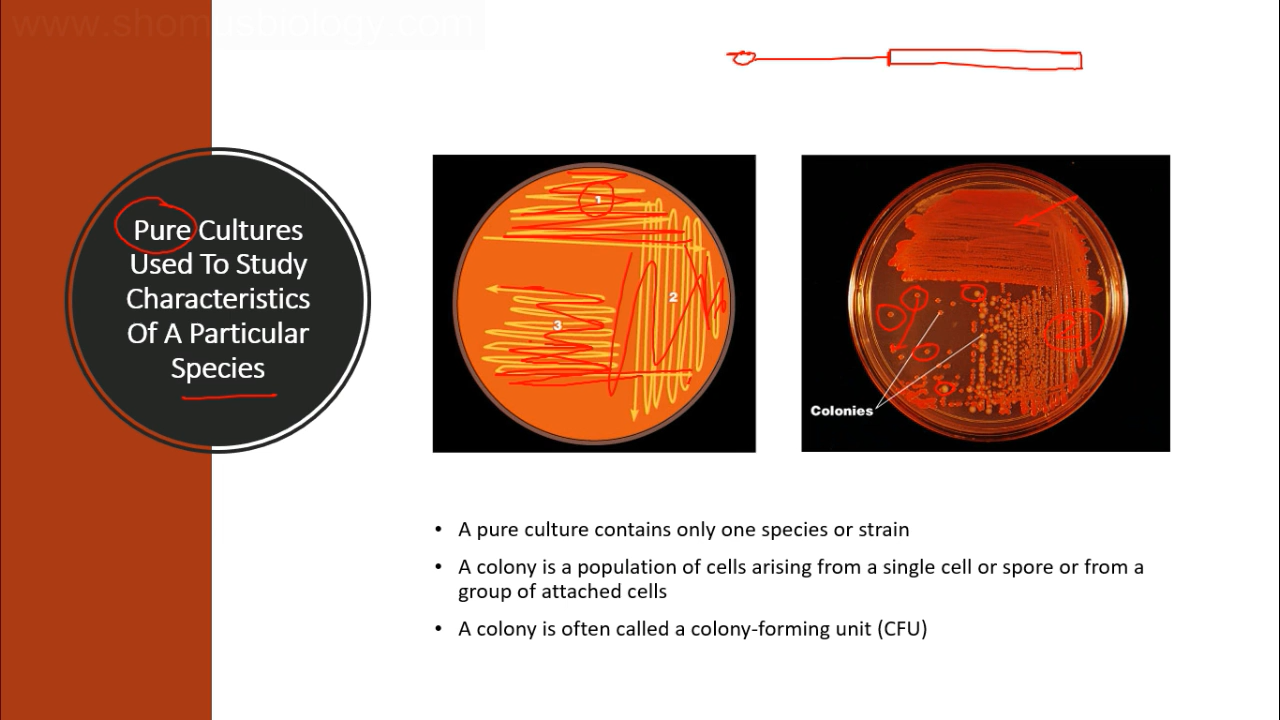 www.shomusbiology.com
Pure Cultures
Used To Study
Characteristics
Of A Particular
Species
1
2
3
Colonies
• A pure culture contains only one species or strain
• A colony is a population of cells arising from a single cell or spore or from a
group of attached cells
• A colony is often called a colony-forming unit (CFU)